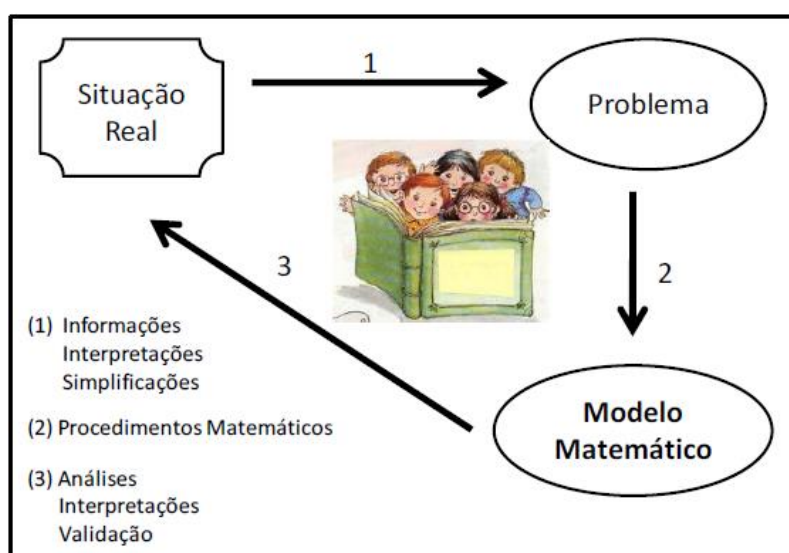 Situação
Real
1
Problema
3
2
(1) Informações
Interpretações
Simplificações
(2) Procedimentos Matemáticos
(3) Análises
Interpretações
Validação
Modelo
Matemático